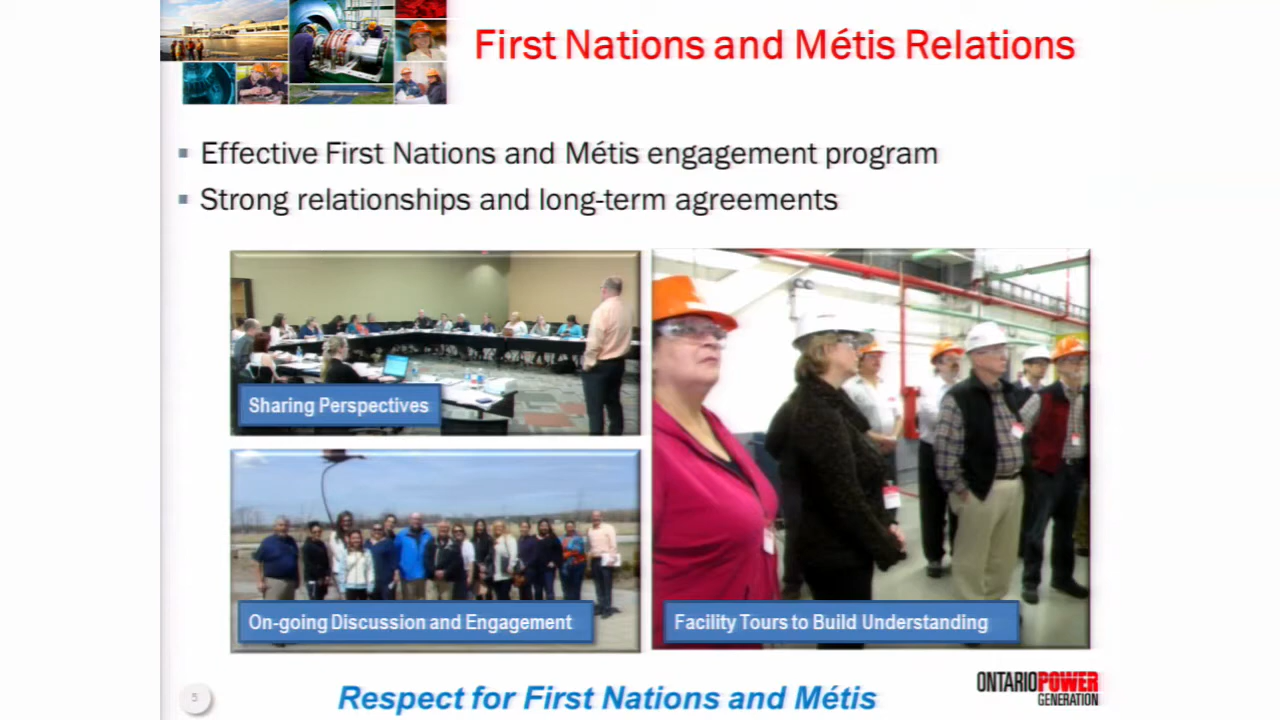 First Nations and Métis Relations
▪ Effective First Nations and Métis engagement program
▪ Strong relationships and long-term agreements
Sharing Perspectives
On-going Discussion and Engagement
Facility Tours to Build Understanding
5
Respect for First Nations and Métis
ONTARIOPOWER
GENERATION